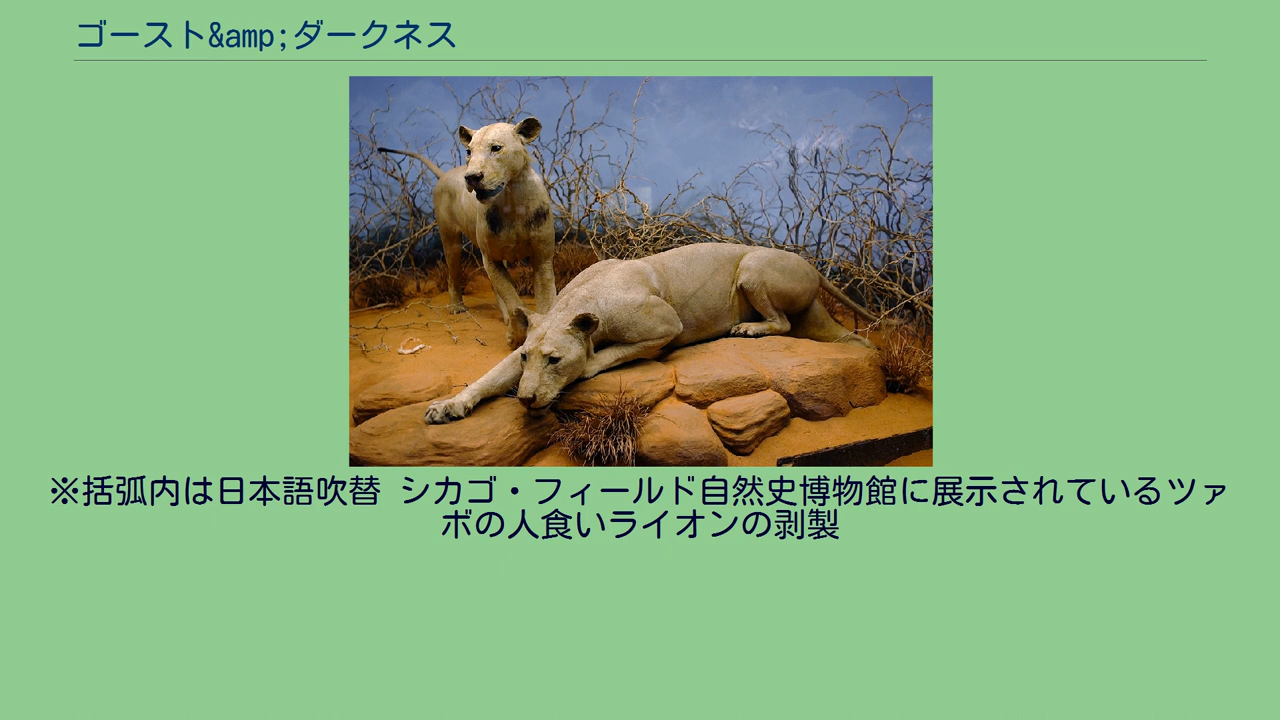 ゴースト&amp;ダークネス
※括弧内は日本語吹替 シカゴ・フィールド自然史博物館に展示されているツァ
ボの人食いライオンの剥製